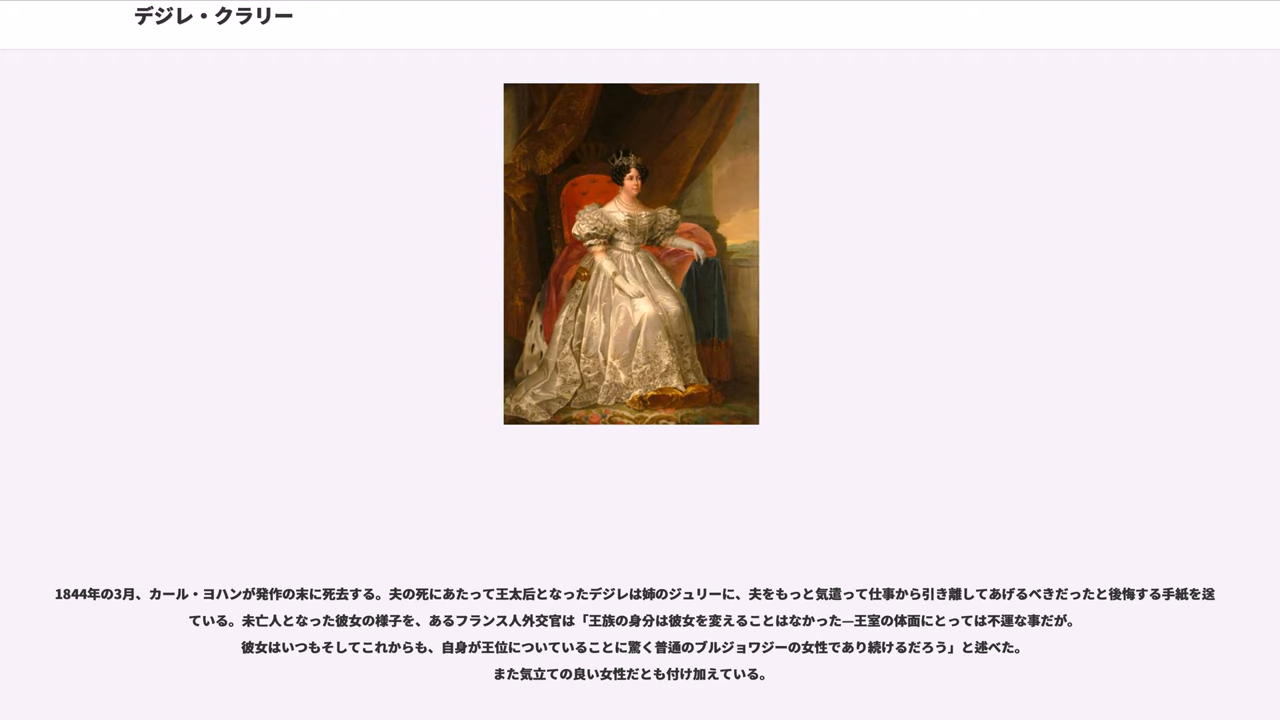 デジレ・クラリー
1844年の3月、カール・ヨハンが発作の末に死去する。夫の死にあたって王太后となったデジレは姉のジュリーに、夫をもっと気遣って仕事から引き離してあげるべきだったと後悔する手紙を送
ている。未亡人となった彼女の様子を、あるフランス人外交官は「王族の身分は彼女を変えることはなかった—王室の体面にとっては不運な事だが。
彼女はいつもそしてこれからも、自身が王位についていることに驚く普通のブルジョワジーの女性であり続けるだろう」と述べた。
また気立ての良い女性だとも付け加えている。